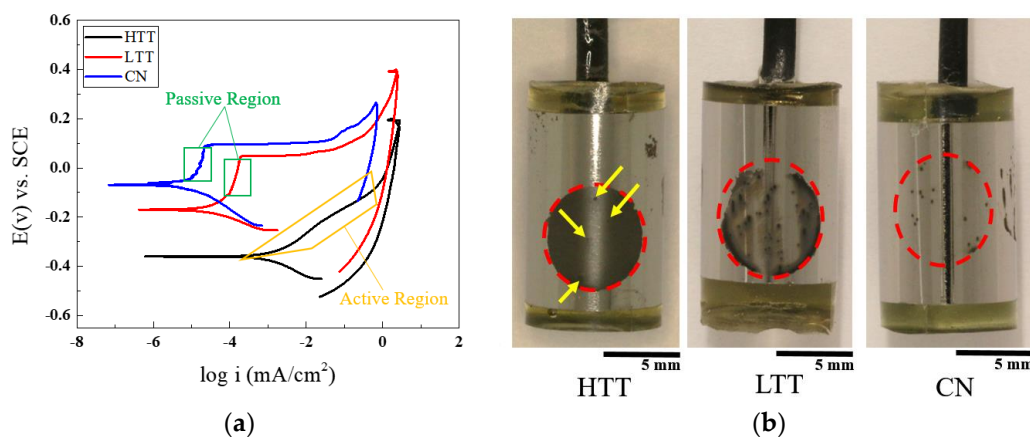 0.6
0.4
0.2
0.0
-0.2
-0.4
-0.6
E(v) vs. SCE
HTT
LTT
CN
Passive Region
Active Region
-8
-6
-4
-2
0
2
log i (mA/cm²)
(a)
5 mm
5 mm
5 mm
HTT
LTT
CN
(b)